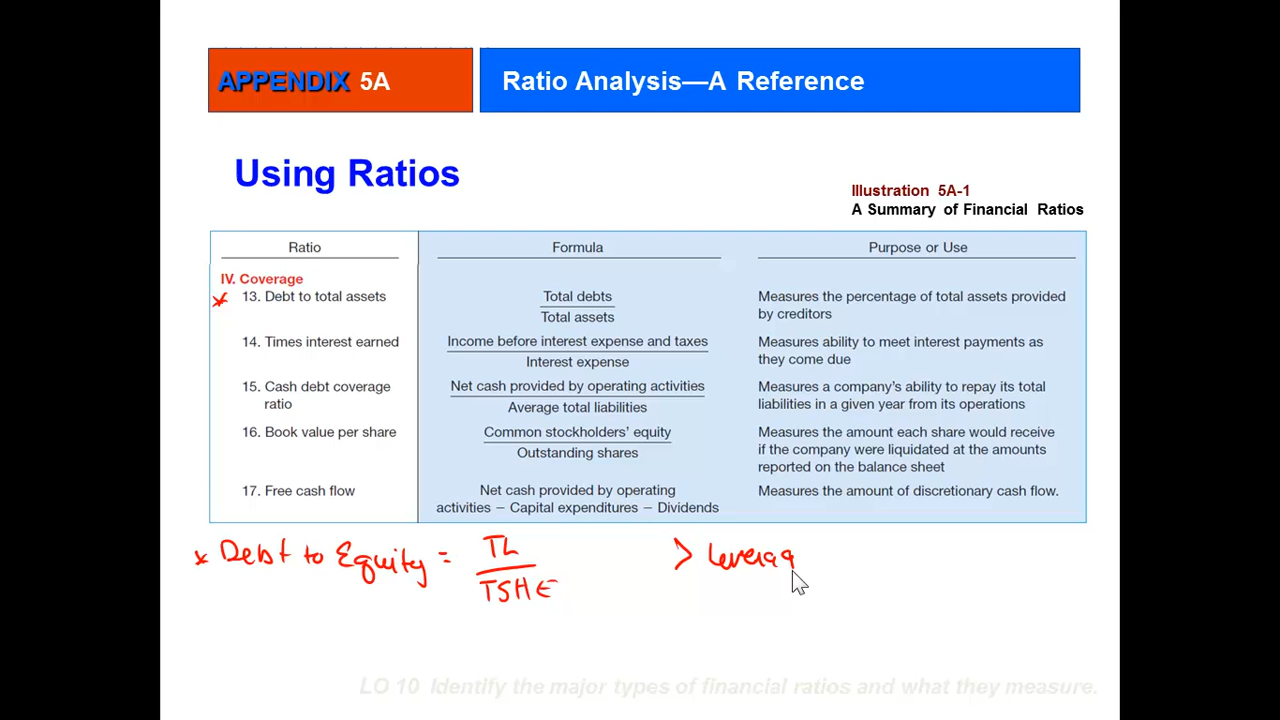 APPENDIX 5A
Ratio Analysis—A Reference
Using Ratios
Illustration 5A-1
A Summary of Financial Ratios
Ratio Formula Purpose or Use
IV. Coverage
13. Debt to total assets
Total debts
Total assets
Measures the percentage of total assets provided
by creditors
14. Times interest earned
Income before interest expense and taxes
Interest expense
Measures ability to meet interest payments as
they come due
15. Cash debt coverage
ratio
Net cash provided by operating activities
Average total liabilities
Measures a company's ability to repay its total
liabilities in a given year from its operations
16. Book value per share
Common stockholders' equity
Outstanding shares
Measures the amount each share would receive
if the company were liquidated at the amounts
reported on the balance sheet
17. Free cash flow
Net cash provided by operating
activities − Capital expenditures − Dividends
Measures the amount of discretionary cash flow.
* Debt to Equity = TL
TSHE
> Leverag
LO 10 Identify the major types of financial ratios and what they measure.